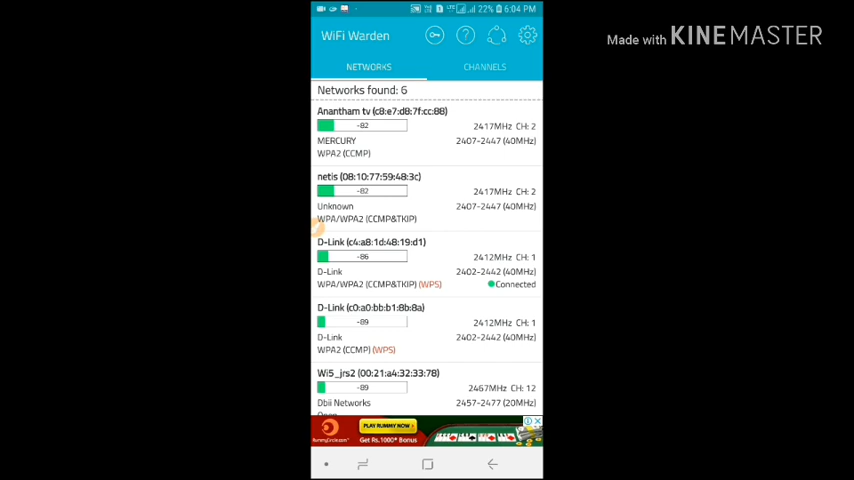 22% 6:04 PM
Made with KINEMASTER
WiFi Warden
NETWORKS CHANNELS
Networks found: 6
Anantham tv (c8:e7:d8:7f:cc:88)
-82 2417MHz CH: 2
MERCURY 2407-2447 (40MHz)
WPA2 (CCMP)
netis (08:10:77:59:48:3c)
-82 2417MHz CH: 2
Unknown 2407-2447 (40MHz)
WPA/WPA2 (CCMP&TKIP)
D-Link (c4:a8:1d:48:19:d1)
-86 2412MHz CH: 1
D-Link 2402-2442 (40MHz)
WPA/WPA2 (CCMP&TKIP) (WPS) Connected
D-Link (c0:a0:bb:b1:8b:8a)
-89 2412MHz CH: 1
D-Link 2402-2442 (40MHz)
WPA2 (CCMP) (WPS)
Wi5_jrs2 (00:21:a4:32:33:78)
-89 2467MHz CH: 12
Dbii Networks 2457-2477 (20MHz)
Open
PLAY RUMMY NOW
RummyCircle.com Get Rs.1000* Bonus